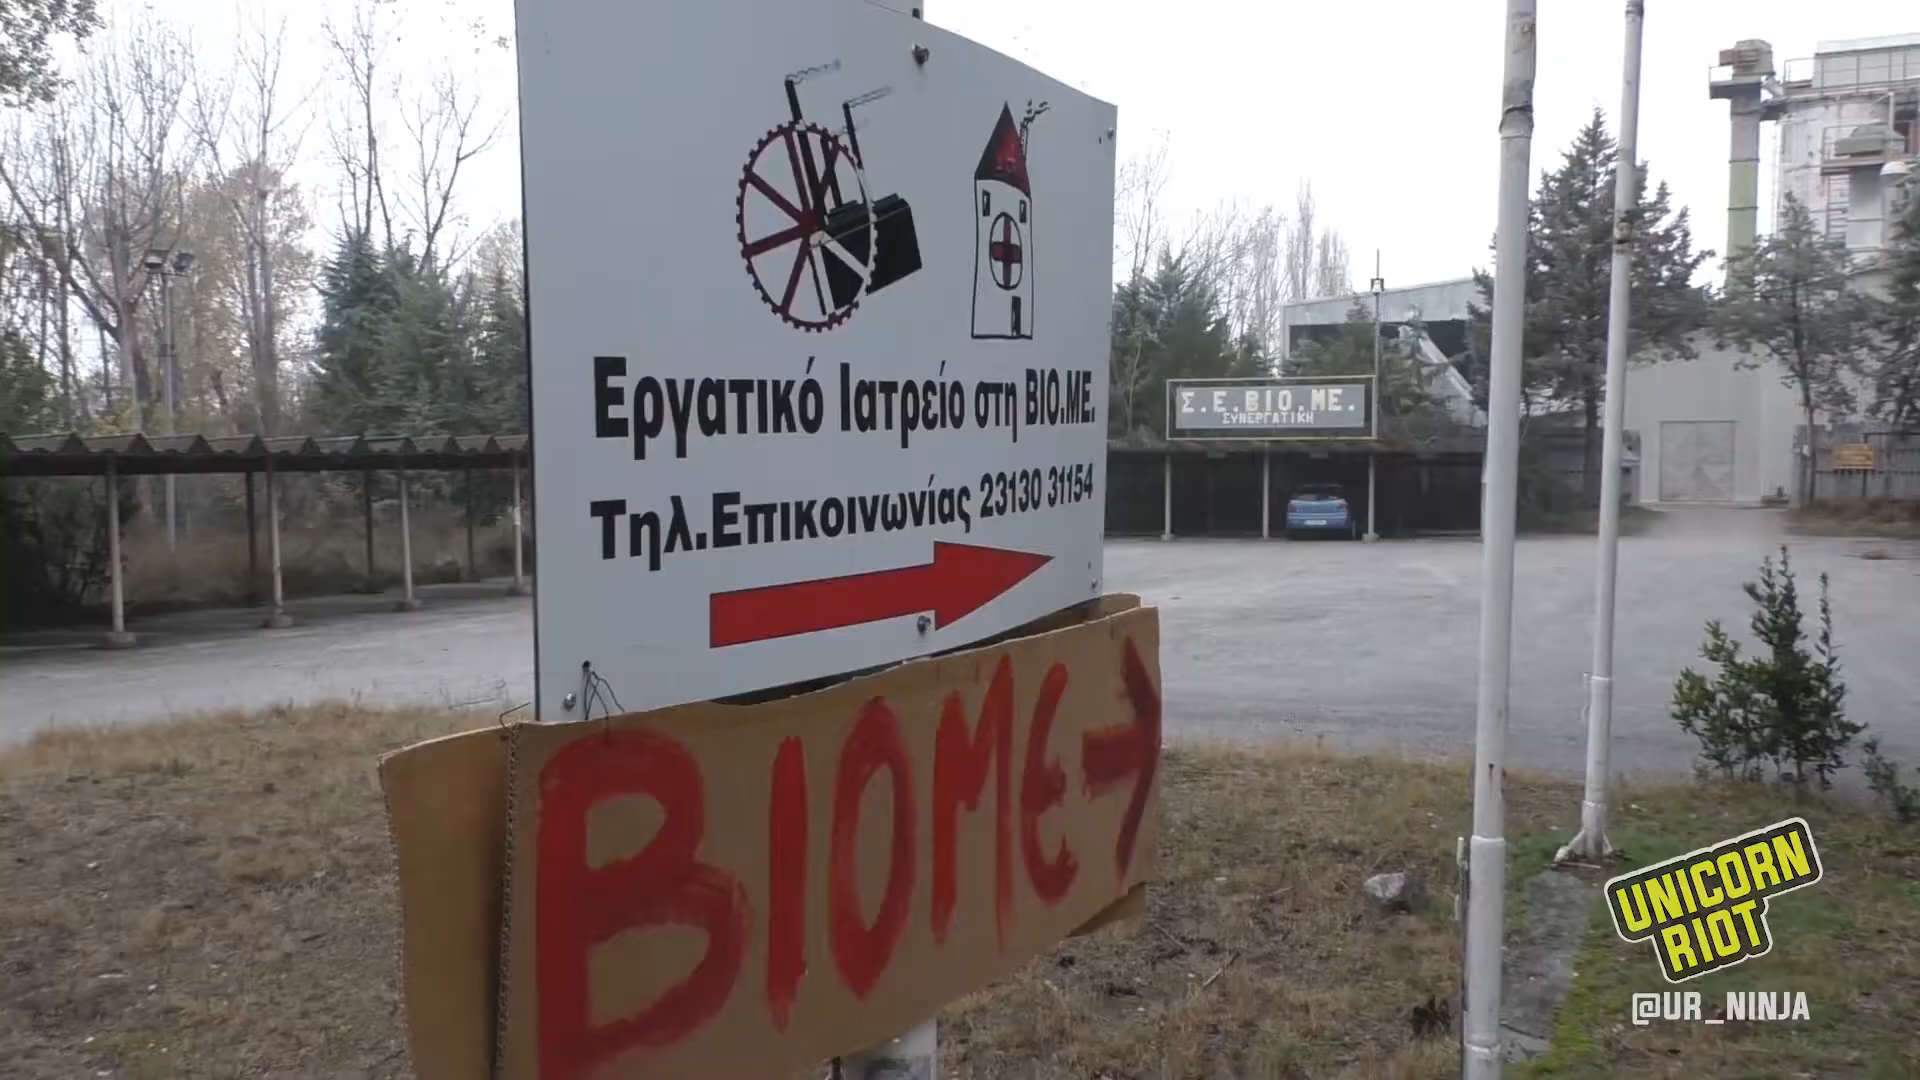 Εργατικό Ιατρείο στη ΒΙΟ.ΜΕ.
Τηλ.Επικοινωνίας 23130 31154
ΒΙΟΜΕ
Σ.Ε.ΒΙΟ.ΜΕ.
ΣΥΝΕΡΓΑΤΙΚΗ
UNICORN
RIOT
@UR_NINJA